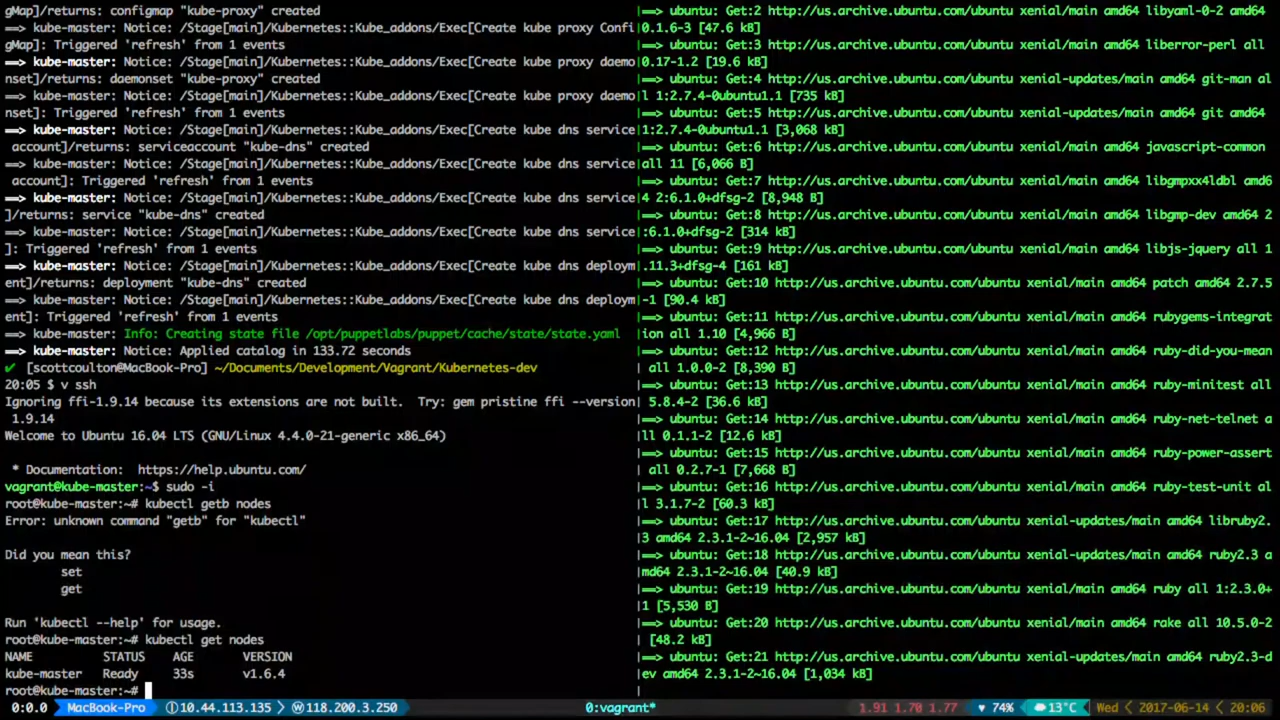 gMap]/returns: configmap "kube-proxy" created
==> kube-master: Notice: /Stage[main]/Kubernetes::Kube_addons/Exec[Create kube proxy Confi
gMap]: Triggered 'refresh' from 1 events
==> kube-master: Notice: /Stage[main]/Kubernetes::Kube_addons/Exec[Create kube proxy daemo
nset]/returns: daemonset "kube-proxy" created
==> kube-master: Notice: /Stage[main]/Kubernetes::Kube_addons/Exec[Create kube proxy daemo
nset]: Triggered 'refresh' from 1 events
==> kube-master: Notice: /Stage[main]/Kubernetes::Kube_addons/Exec[Create kube dns service
 account]/returns: serviceaccount "kube-dns" created
==> kube-master: Notice: /Stage[main]/Kubernetes::Kube_addons/Exec[Create kube dns service
 account]: Triggered 'refresh' from 1 events
==> kube-master: Notice: /Stage[main]/Kubernetes::Kube_addons/Exec[Create kube dns service
]/returns: service "kube-dns" created
==> kube-master: Notice: /Stage[main]/Kubernetes::Kube_addons/Exec[Create kube dns service
]: Triggered 'refresh' from 1 events
==> kube-master: Notice: /Stage[main]/Kubernetes::Kube_addons/Exec[Create kube dns deploym
ent]/returns: deployment "kube-dns" created
==> kube-master: Notice: /Stage[main]/Kubernetes::Kube_addons/Exec[Create kube dns deploym
ent]: Triggered 'refresh' from 1 events
==> kube-master: Info: Creating state file /opt/puppetlabs/puppet/cache/state/state.yaml
==> kube-master: Notice: Applied catalog in 133.72 seconds
✔ [scottcoulton@MacBook-Pro] ~/Documents/Development/Vagrant/Kubernetes-dev
20:05 $ v ssh
Ignoring ffi-1.9.14 because its extensions are not built.  Try: gem pristine ffi --version
 1.9.14
Welcome to Ubuntu 16.04 LTS (GNU/Linux 4.4.0-21-generic x86_64)
 * Documentation:  https://help.ubuntu.com/
vagrant@kube-master:~$ sudo -i
root@kube-master:~# kubectl getb nodes
Error: unknown command "getb" for "kubectl"
Did you mean this?
set
get
Run 'kubectl --help' for usage.
root@kube-master:~# kubectl get nodes
NAME STATUS AGE VERSION
kube-master Ready 33s v1.6.4
root@kube-master:~#
==> ubuntu: Get:2 http://us.archive.ubuntu.com/ubuntu xenial/main amd64 libyaml-0-2 amd64
0.1.6-3 [47.6 kB]
==> ubuntu: Get:3 http://us.archive.ubuntu.com/ubuntu xenial/main amd64 liberror-perl all
0.17-1.2 [19.6 kB]
==> ubuntu: Get:4 http://us.archive.ubuntu.com/ubuntu xenial-updates/main amd64 git-man al
l 1:2.7.4-0ubuntu1.1 [735 kB]
==> ubuntu: Get:5 http://us.archive.ubuntu.com/ubuntu xenial-updates/main amd64 git amd64
1:2.7.4-0ubuntu1.1 [3,068 kB]
==> ubuntu: Get:6 http://us.archive.ubuntu.com/ubuntu xenial/main amd64 javascript-common
all 11 [6,066 B]
==> ubuntu: Get:7 http://us.archive.ubuntu.com/ubuntu xenial/main amd64 libgmpxx4ldbl amd6
4 2:6.1.0+dfsg-2 [8,948 B]
==> ubuntu: Get:8 http://us.archive.ubuntu.com/ubuntu xenial/main amd64 libgmp-dev amd64 2
:6.1.0+dfsg-2 [314 kB]
==> ubuntu: Get:9 http://us.archive.ubuntu.com/ubuntu xenial/main amd64 libjs-jquery all 1
.11.3+dfsg-4 [161 kB]
==> ubuntu: Get:10 http://us.archive.ubuntu.com/ubuntu xenial/main amd64 patch amd64 2.7.5
-1 [90.4 kB]
==> ubuntu: Get:11 http://us.archive.ubuntu.com/ubuntu xenial/main amd64 rubygems-integrat
ion all 1.10 [4,966 B]
==> ubuntu: Get:12 http://us.archive.ubuntu.com/ubuntu xenial/main amd64 ruby-did-you-mean
 all 1.0.0-2 [8,390 B]
==> ubuntu: Get:13 http://us.archive.ubuntu.com/ubuntu xenial/main amd64 ruby-minitest all
 5.8.4-2 [36.6 kB]
==> ubuntu: Get:14 http://us.archive.ubuntu.com/ubuntu xenial/main amd64 ruby-net-telnet a
ll 0.1.1-2 [12.6 kB]
==> ubuntu: Get:15 http://us.archive.ubuntu.com/ubuntu xenial/main amd64 ruby-power-assert
 all 0.2.7-1 [7,668 B]
==> ubuntu: Get:16 http://us.archive.ubuntu.com/ubuntu xenial/main amd64 ruby-test-unit al
l 3.1.7-2 [60.3 kB]
==> ubuntu: Get:17 http://us.archive.ubuntu.com/ubuntu xenial-updates/main amd64 libruby2.
3 amd64 2.3.1-2~16.04 [2,957 kB]
==> ubuntu: Get:18 http://us.archive.ubuntu.com/ubuntu xenial-updates/main amd64 ruby2.3 a
md64 2.3.1-2~16.04 [40.9 kB]
==> ubuntu: Get:19 http://us.archive.ubuntu.com/ubuntu xenial/main amd64 ruby all 1:2.3.0+
1 [5,530 B]
==> ubuntu: Get:20 http://us.archive.ubuntu.com/ubuntu xenial/main amd64 rake all 10.5.0-2
 [48.2 kB]
==> ubuntu: Get:21 http://us.archive.ubuntu.com/ubuntu xenial-updates/main amd64 ruby2.3-d
ev amd64 2.3.1-2~16.04 [1,034 kB]
0:0.0 MacBook-Pro Ⓘ 10.44.113.135 ⓦ 118.200.3.250 0:vagrant* 1.91 1.70 1.77 ♥ 74% ☁ 13°C Wed < 2017-06-14 < 20:06